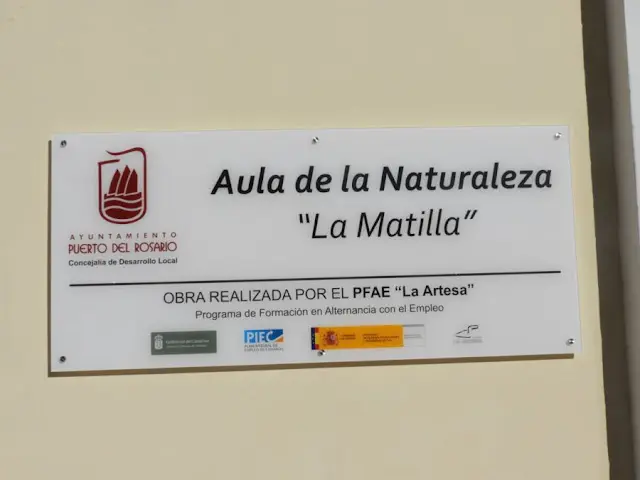 Aula de la Naturaleza
"La Matilla"
AYUNTAMIENTO
PUERTO DEL ROSARIO
Concejalía de Desarrollo Local
OBRA REALIZADA POR EL PFAE "La Artesa"
Programa de Formación en Alternancia con el Empleo
PIEC